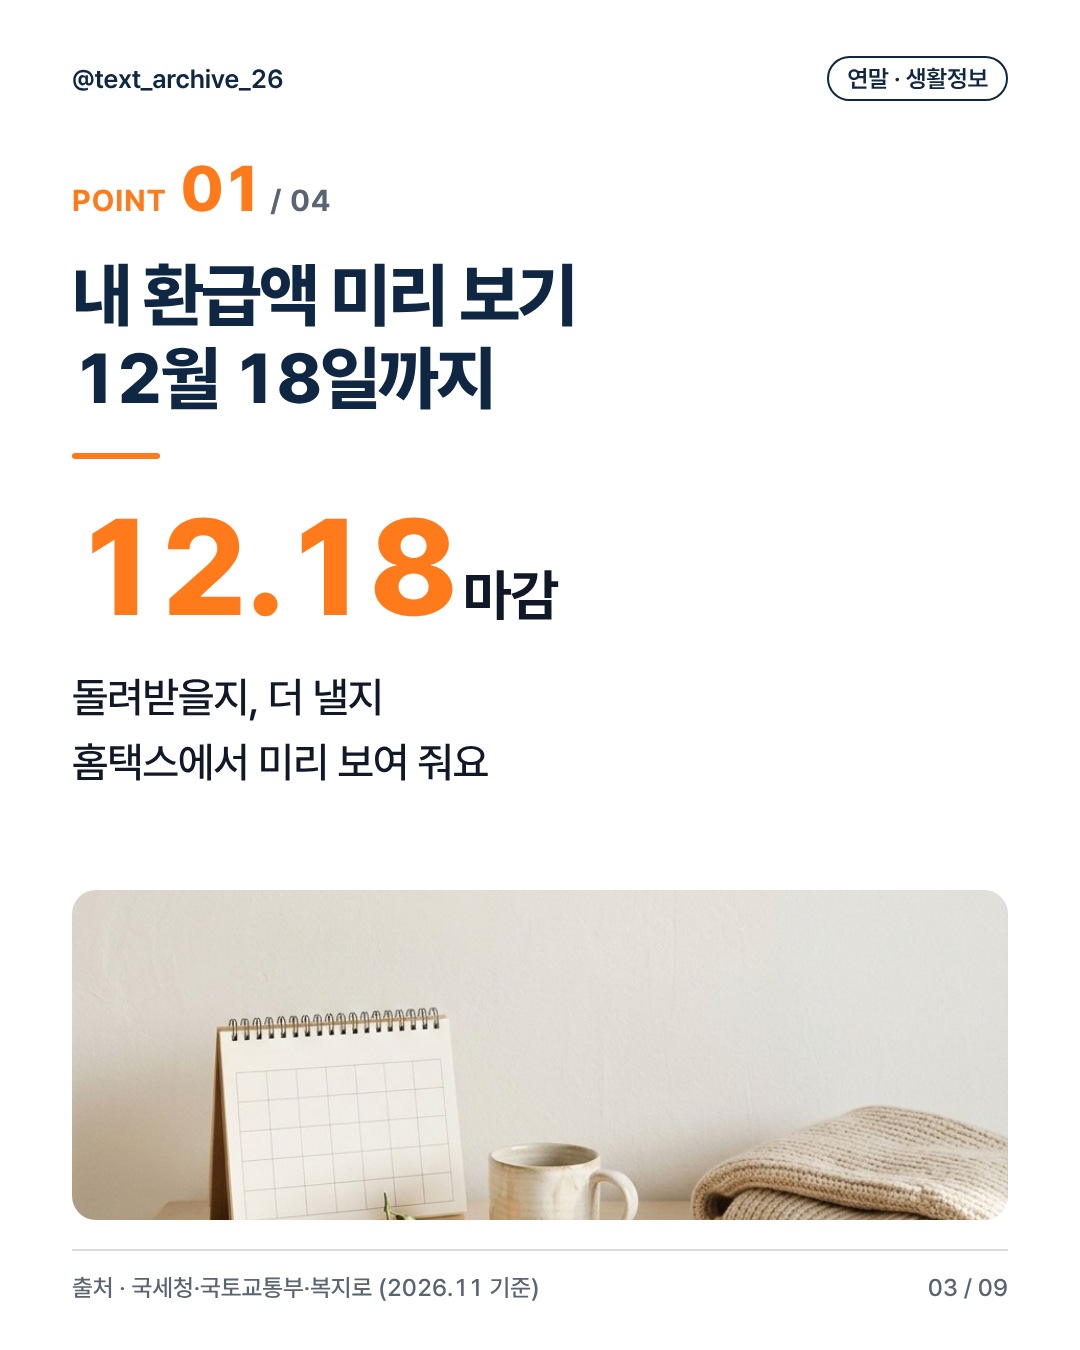 @text_archive_26
연말 · 생활정보
POINT 01 / 04
내 환급액 미리 보기
12월 18일까지
12.18 마감
돌려받을지, 더 낼지
홈택스에서 미리 보여 줘요
출처 · 국세청·국토교통부·복지로 (2026.11 기준)
03 / 09